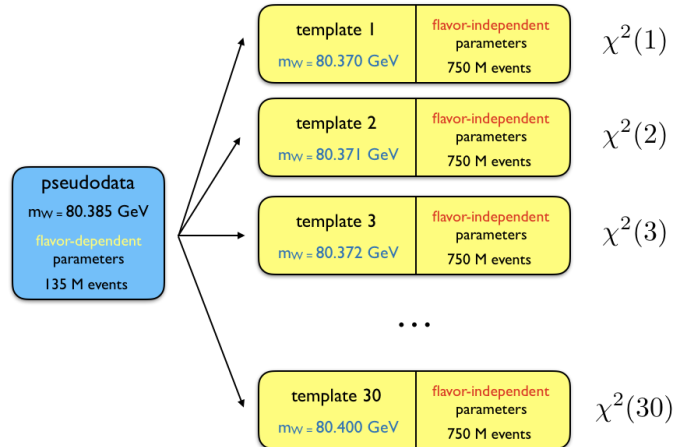 pseudodata
mW = 80.385 GeV
flavor-dependent
parameters
135 M events
template 1
mW = 80.370 GeV
flavor-independent
parameters
750 M events
χ²(1)
template 2
mW = 80.371 GeV
flavor-independent
parameters
750 M events
χ²(2)
template 3
mW = 80.372 GeV
flavor-independent
parameters
750 M events
χ²(3)
...
template 30
mW = 80.400 GeV
flavor-independent
parameters
750 M events
χ²(30)